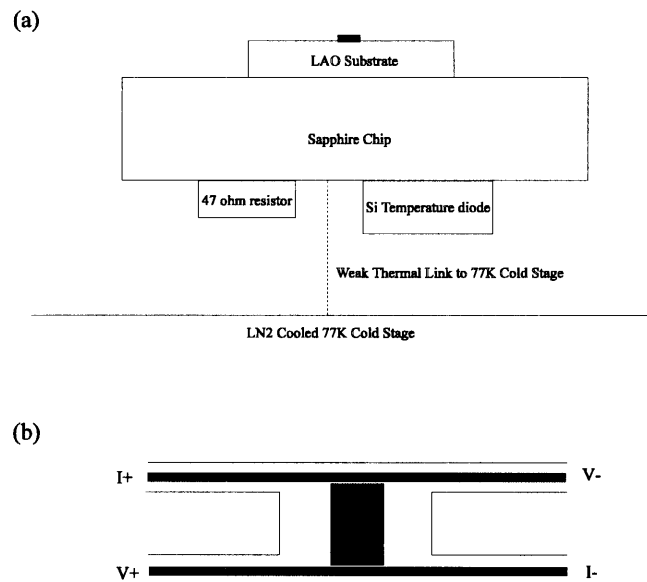 (a)
LAO Substrate
Sapphire Chip
47 ohm resistor
Si Temperature diode
Weak Thermal Link to 77K Cold Stage
LN2 Cooled 77K Cold Stage
(b)
I+
V-
V+
I-